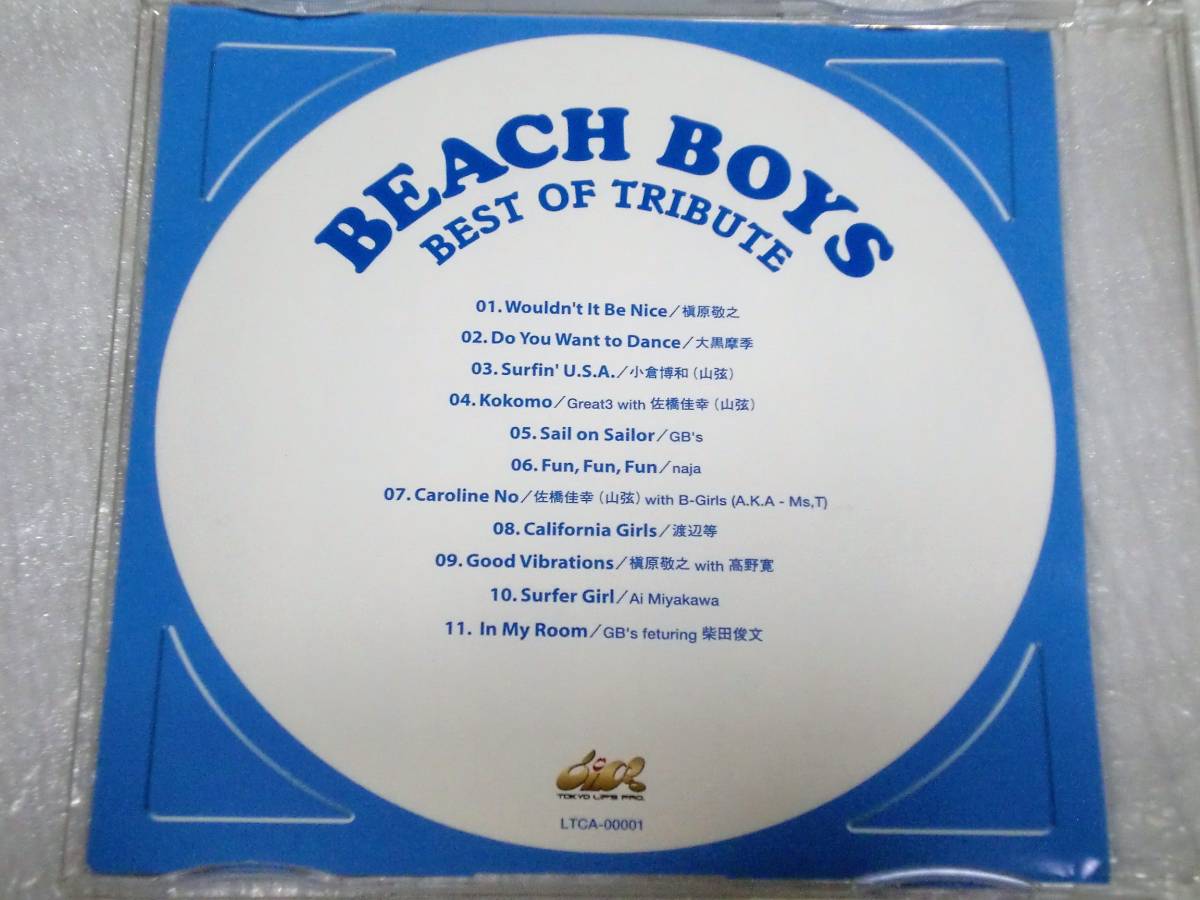 BEACH BOYS
BEST OF TRIBUTE
01.Wouldn't It Be Nice／槇原敬之
02.Do You Want to Dance／大黒摩季
03.Surfin' U.S.A.／小倉博和（山弦）
04.Kokomo／Great3 with 佐橋佳幸（山弦）
05.Sail on Sailor／GB's
06.Fun, Fun, Fun／naja
07.Caroline No／佐橋佳幸（山弦）with B-Girls (A.K.A - Ms,T)
08.California Girls／渡辺等
09.Good Vibrations／槇原敬之 with 高野寛
10.Surfer Girl／Ai Miyakawa
11. In My Room／GB's feturing 柴田俊文
TOKYO LIPS PRO.
LTCA-00001